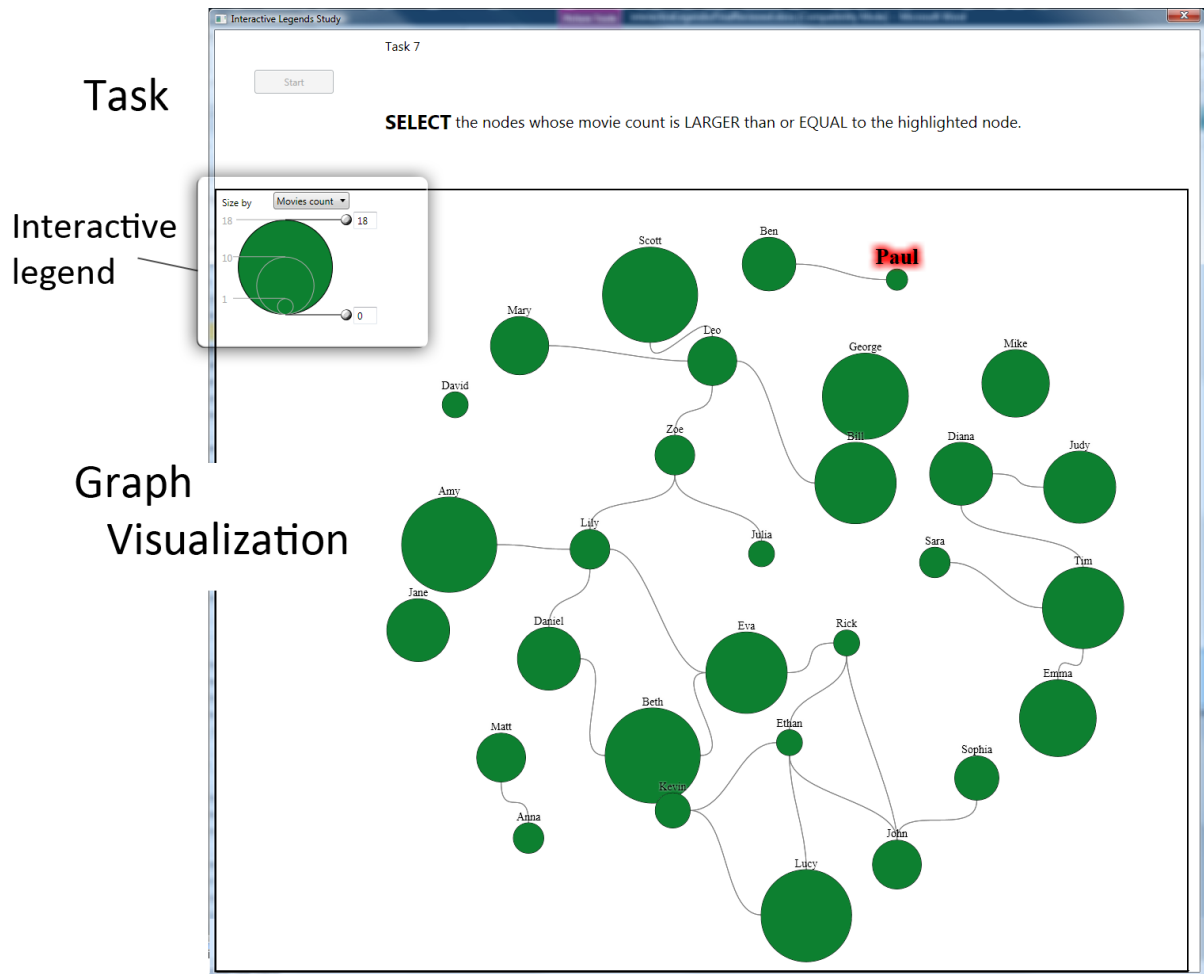 Interactive Legends Study
Task 7
Start
Task
SELECT the nodes whose movie count is LARGER than or EQUAL to the highlighted node.
Size by
Movies count
18
18
10
1
0
Interactive
legend
Graph
Visualization
Ben
Scott
Paul
Mary
Leo
George
Mike
David
Zoe
Bill
Diana
Judy
Amy
Lily
Julia
Sara
Tim
Jane
Daniel
Eva
Rick
Emma
Beth
Matt
Ethan
Sophia
Kevin
Anna
John
Lucy